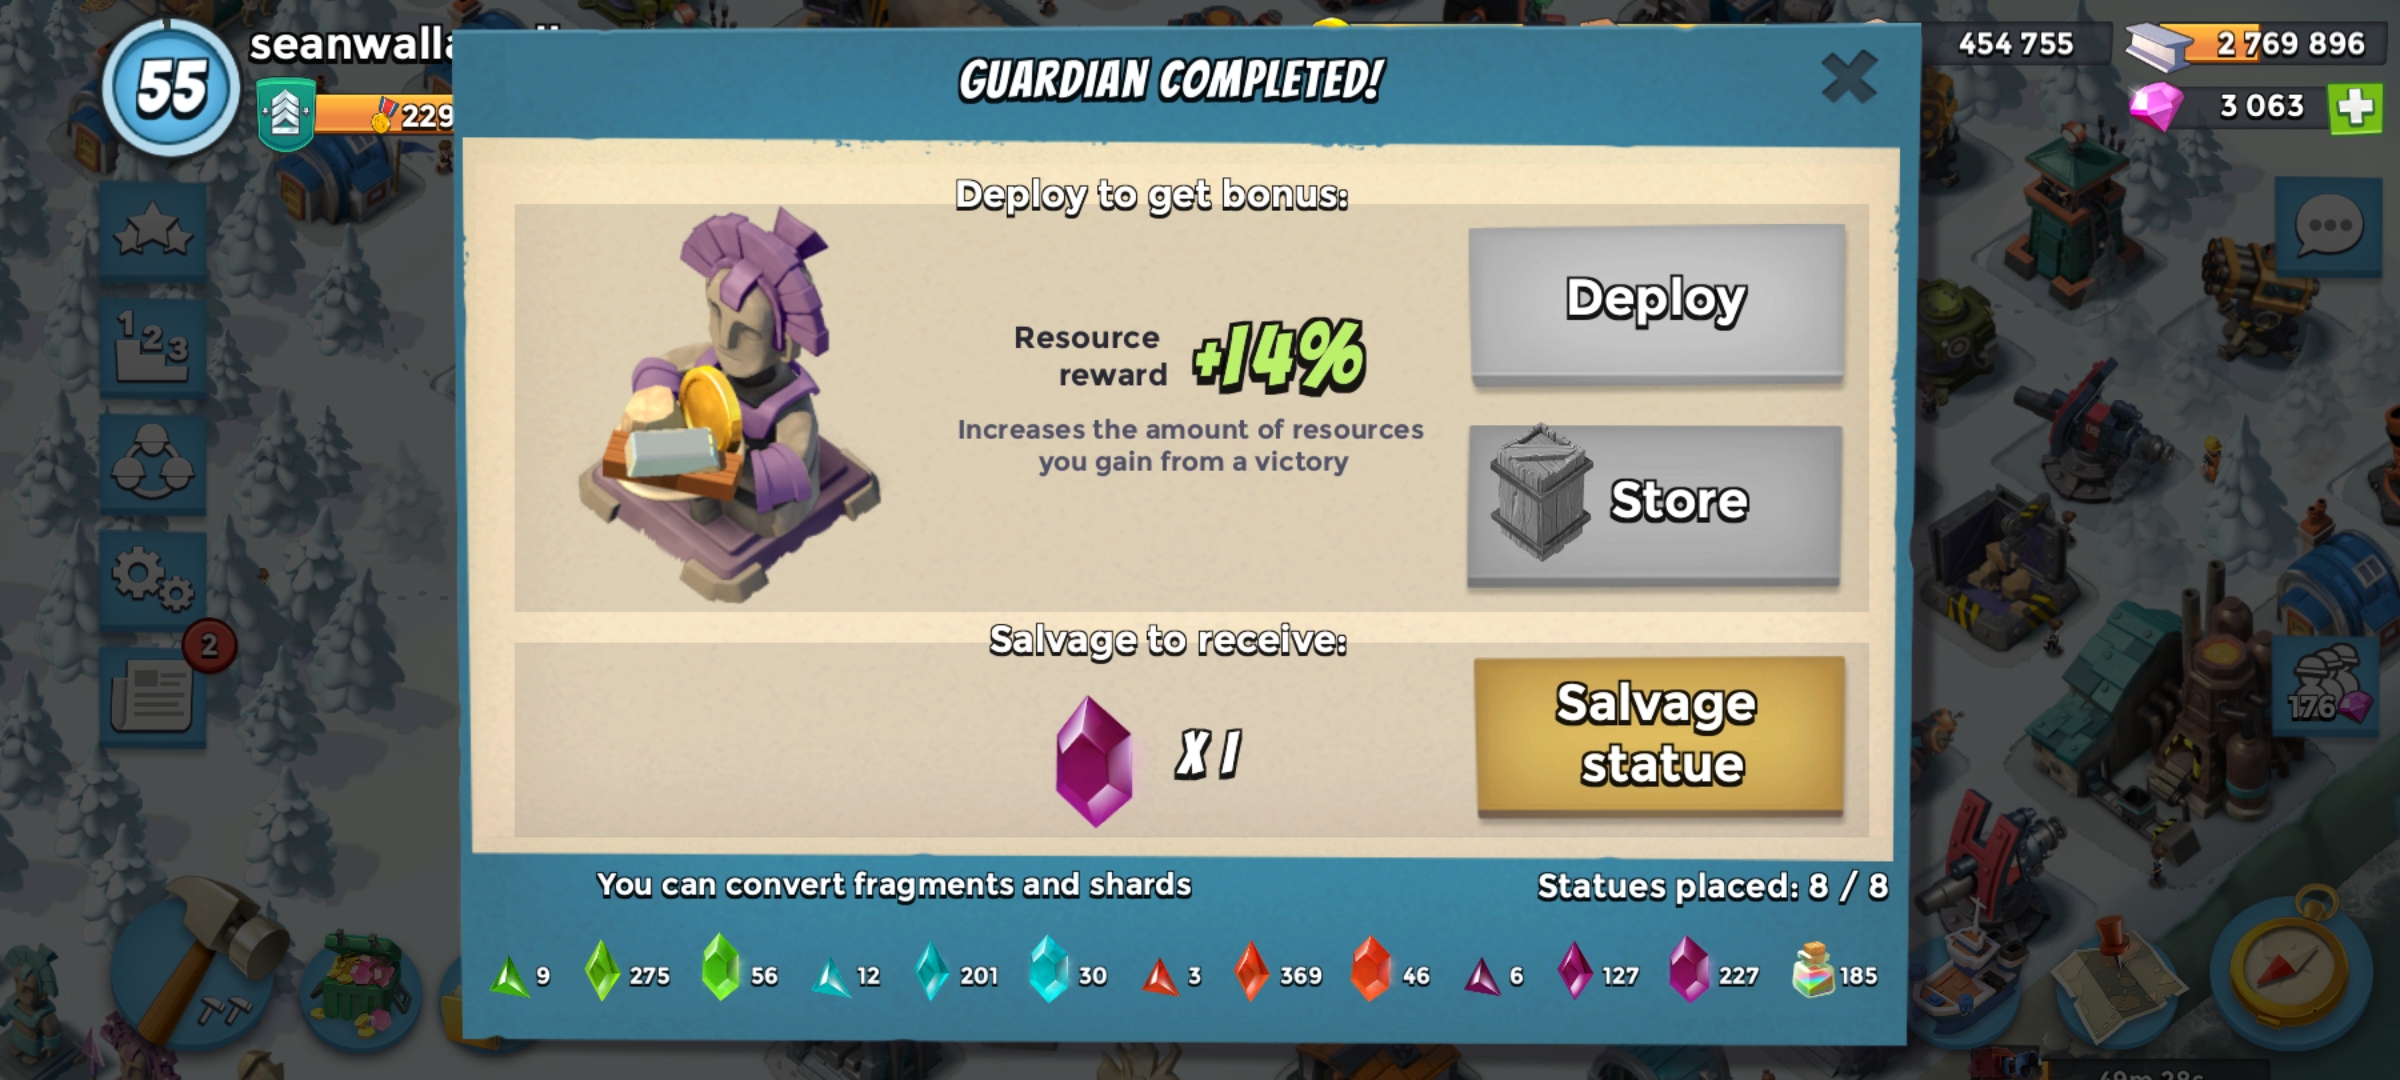 55
GUARDIAN COMPLETED!
454 755
2 769 896
229
3 063
Deploy to get bonus:
Resource
reward
+14%
Increases the amount of resources
you gain from a victory
Deploy
Store
1 2 3
2
Salvage to receive:
X 1
Salvage
statue
176
You can convert fragments and shards
Statues placed: 8 / 8
9
275
56
12
201
30
3
369
46
6
127
227
185